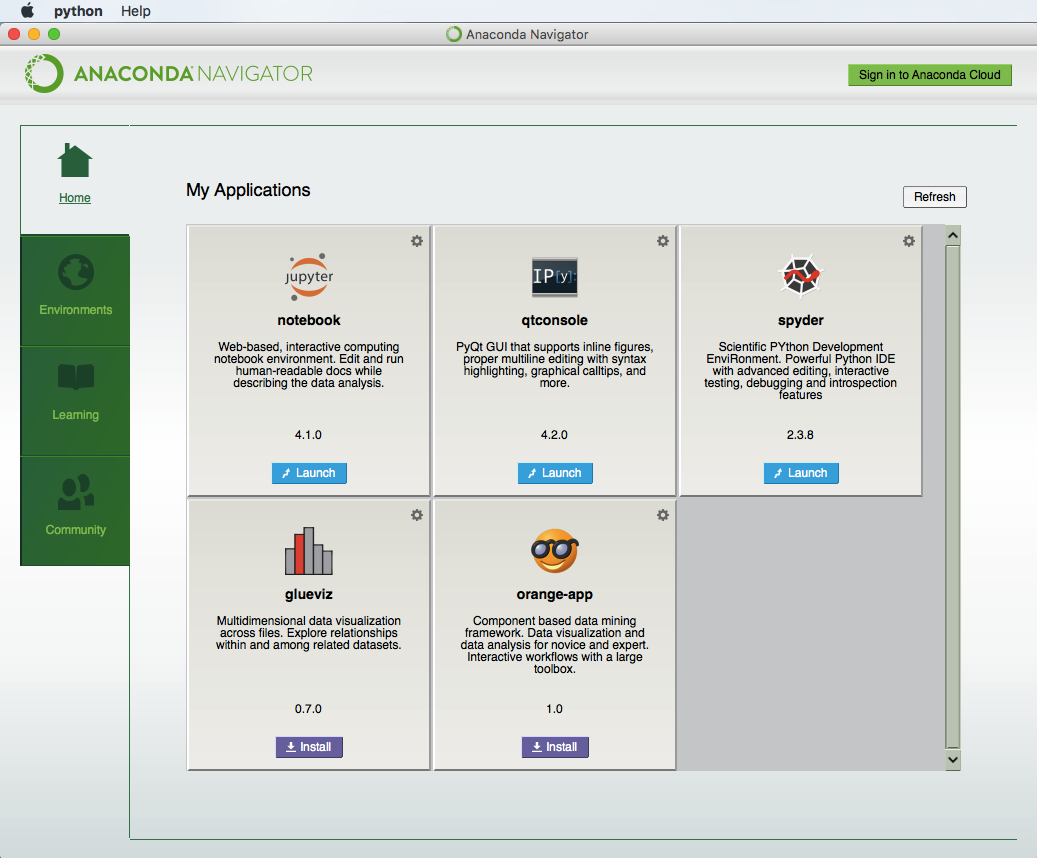 python Help
Anaconda Navigator
ANACONDA NAVIGATOR
Sign in to Anaconda Cloud
Home
Environments
Learning
Community
My Applications
Refresh
jupyter
notebook
Web-based, interactive computing
notebook environment. Edit and run
human-readable docs while
describing the data analysis.
4.1.0
Launch
IP[y]:
qtconsole
PyQt GUI that supports inline figures,
proper multiline editing with syntax
highlighting, graphical calltips, and
more.
4.2.0
Launch
spyder
Scientific PYthon Development
EnviRonment. Powerful Python IDE
with advanced editing, interactive
testing, debugging and introspection
features
2.3.8
Launch
glueviz
Multidimensional data visualization
across files. Explore relationships
within and among related datasets.
0.7.0
Install
orange-app
Component based data mining
framework. Data visualization and
data analysis for novice and expert.
Interactive workflows with a large
toolbox.
1.0
Install